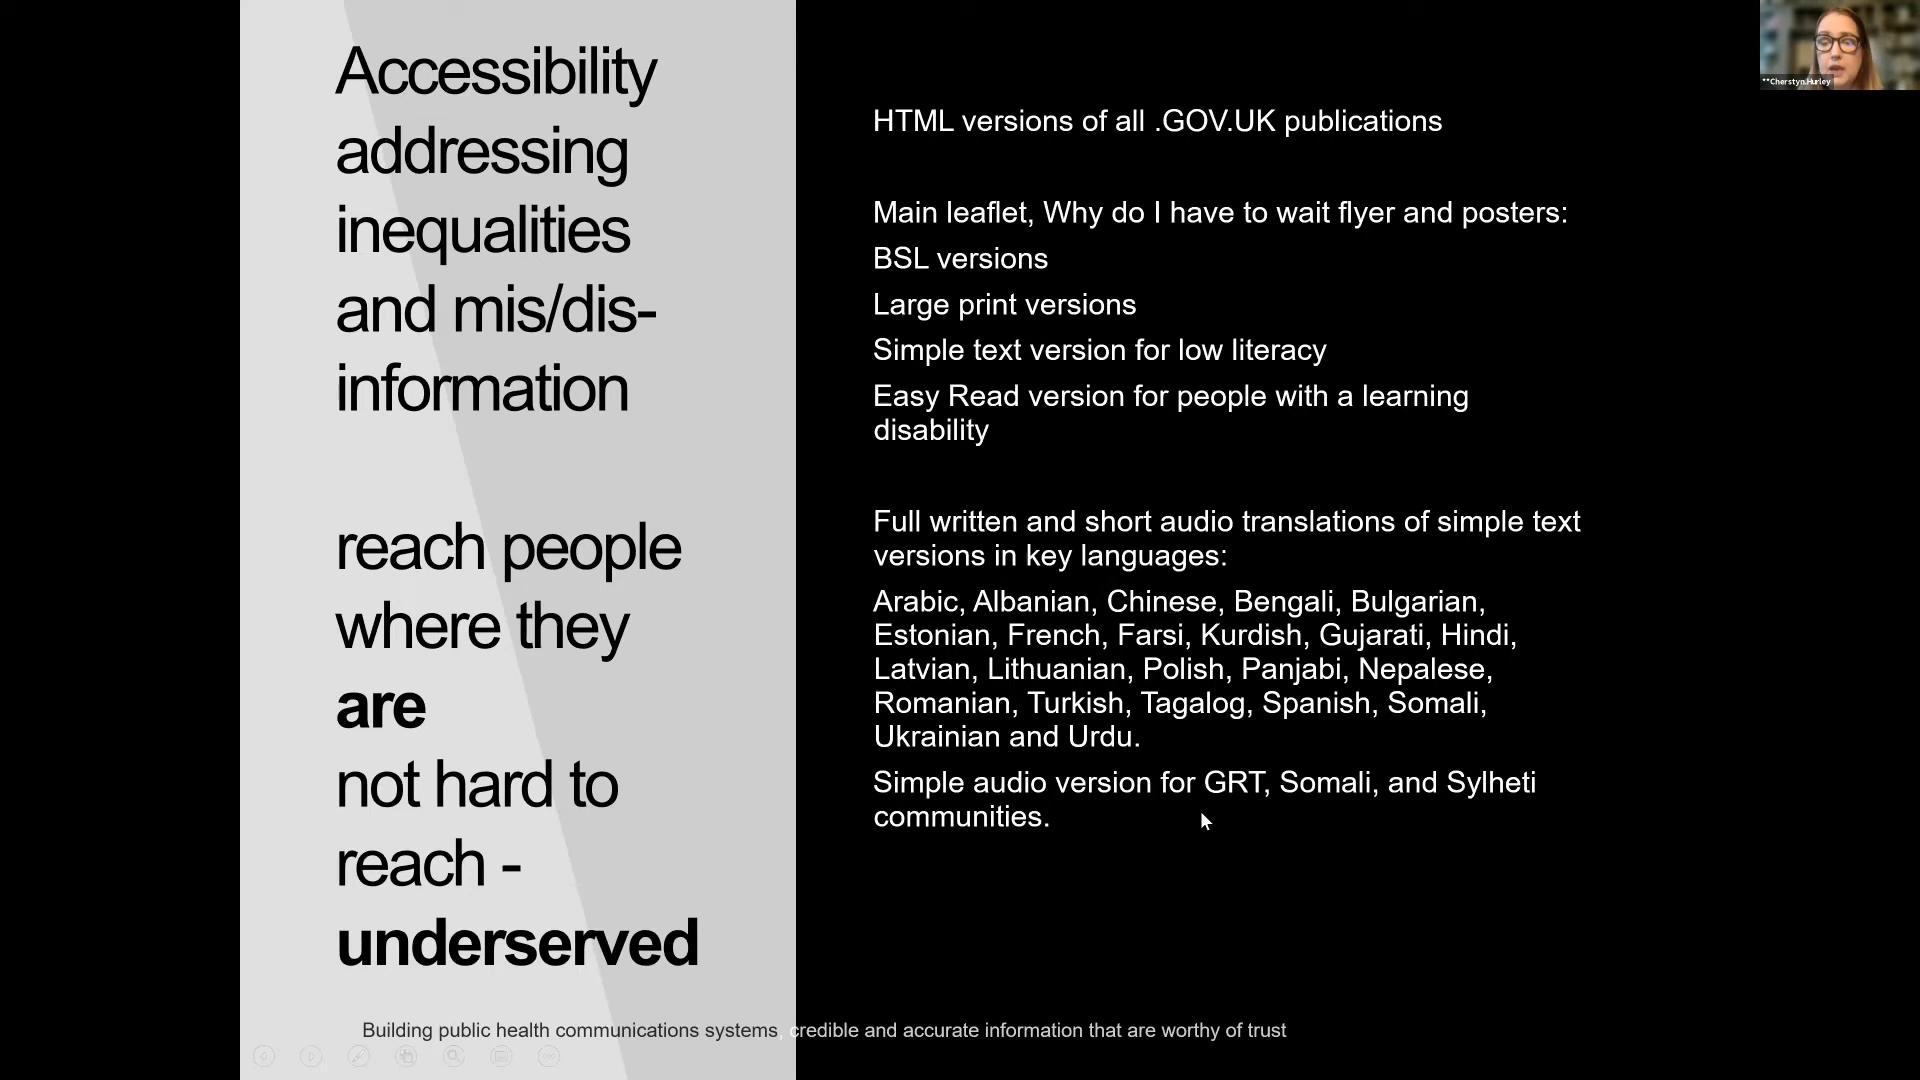 Accessibility
addressing
inequalities
and mis/dis-
information
reach people
where they
are
not hard to
reach -
underserved
HTML versions of all .GOV.UK publications
Main leaflet, Why do I have to wait flyer and posters:
BSL versions
Large print versions
Simple text version for low literacy
Easy Read version for people with a learning
disability
Full written and short audio translations of simple text
versions in key languages:
Arabic, Albanian, Chinese, Bengali, Bulgarian,
Estonian, French, Farsi, Kurdish, Gujarati, Hindi,
Latvian, Lithuanian, Polish, Panjabi, Nepalese,
Romanian, Turkish, Tagalog, Spanish, Somali,
Ukrainian and Urdu.
Simple audio version for GRT, Somali, and Sylheti
communities.
Building public health communications systems, credible and accurate information that are worthy of trust
**Cherstyn.Hurley